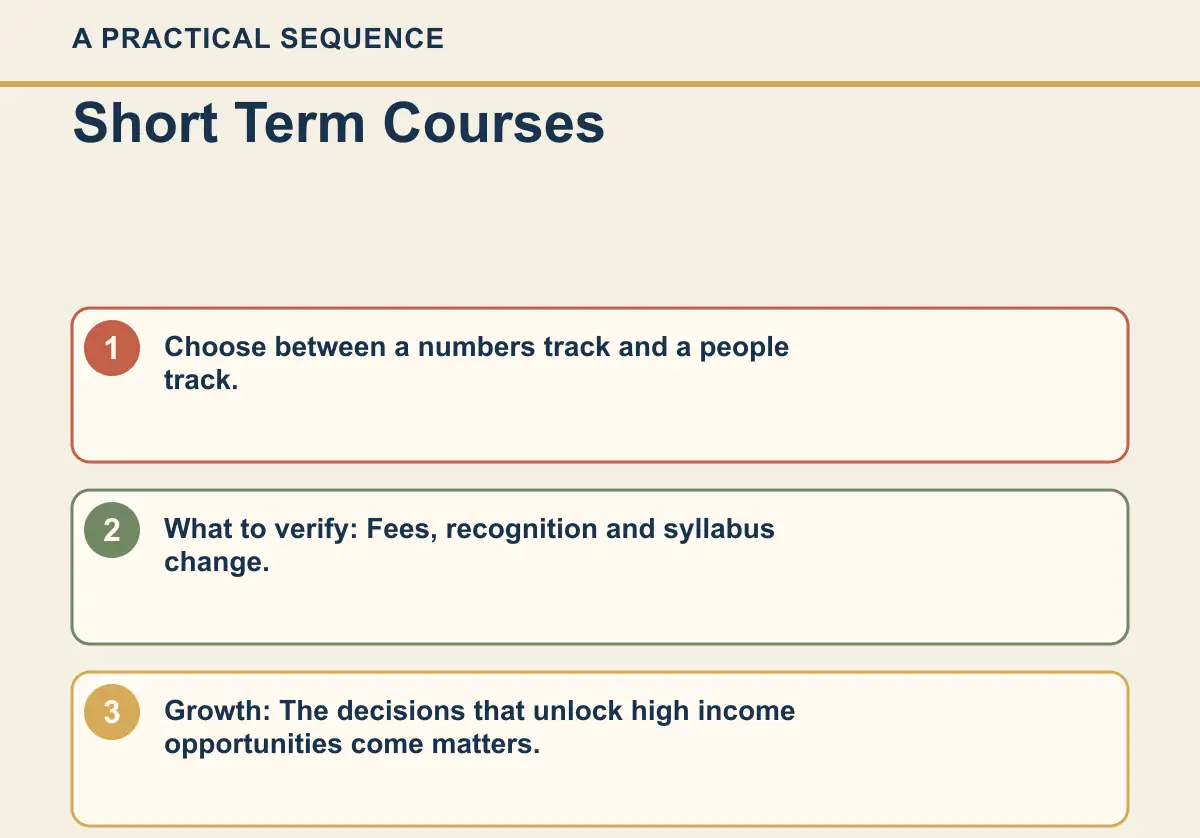 A PRACTICAL SEQUENCE
Short Term Courses
1
Choose between a numbers track and a people
track.
2
What to verify: Fees, recognition and syllabus
change.
3
Growth: The decisions that unlock high income
opportunities come matters.